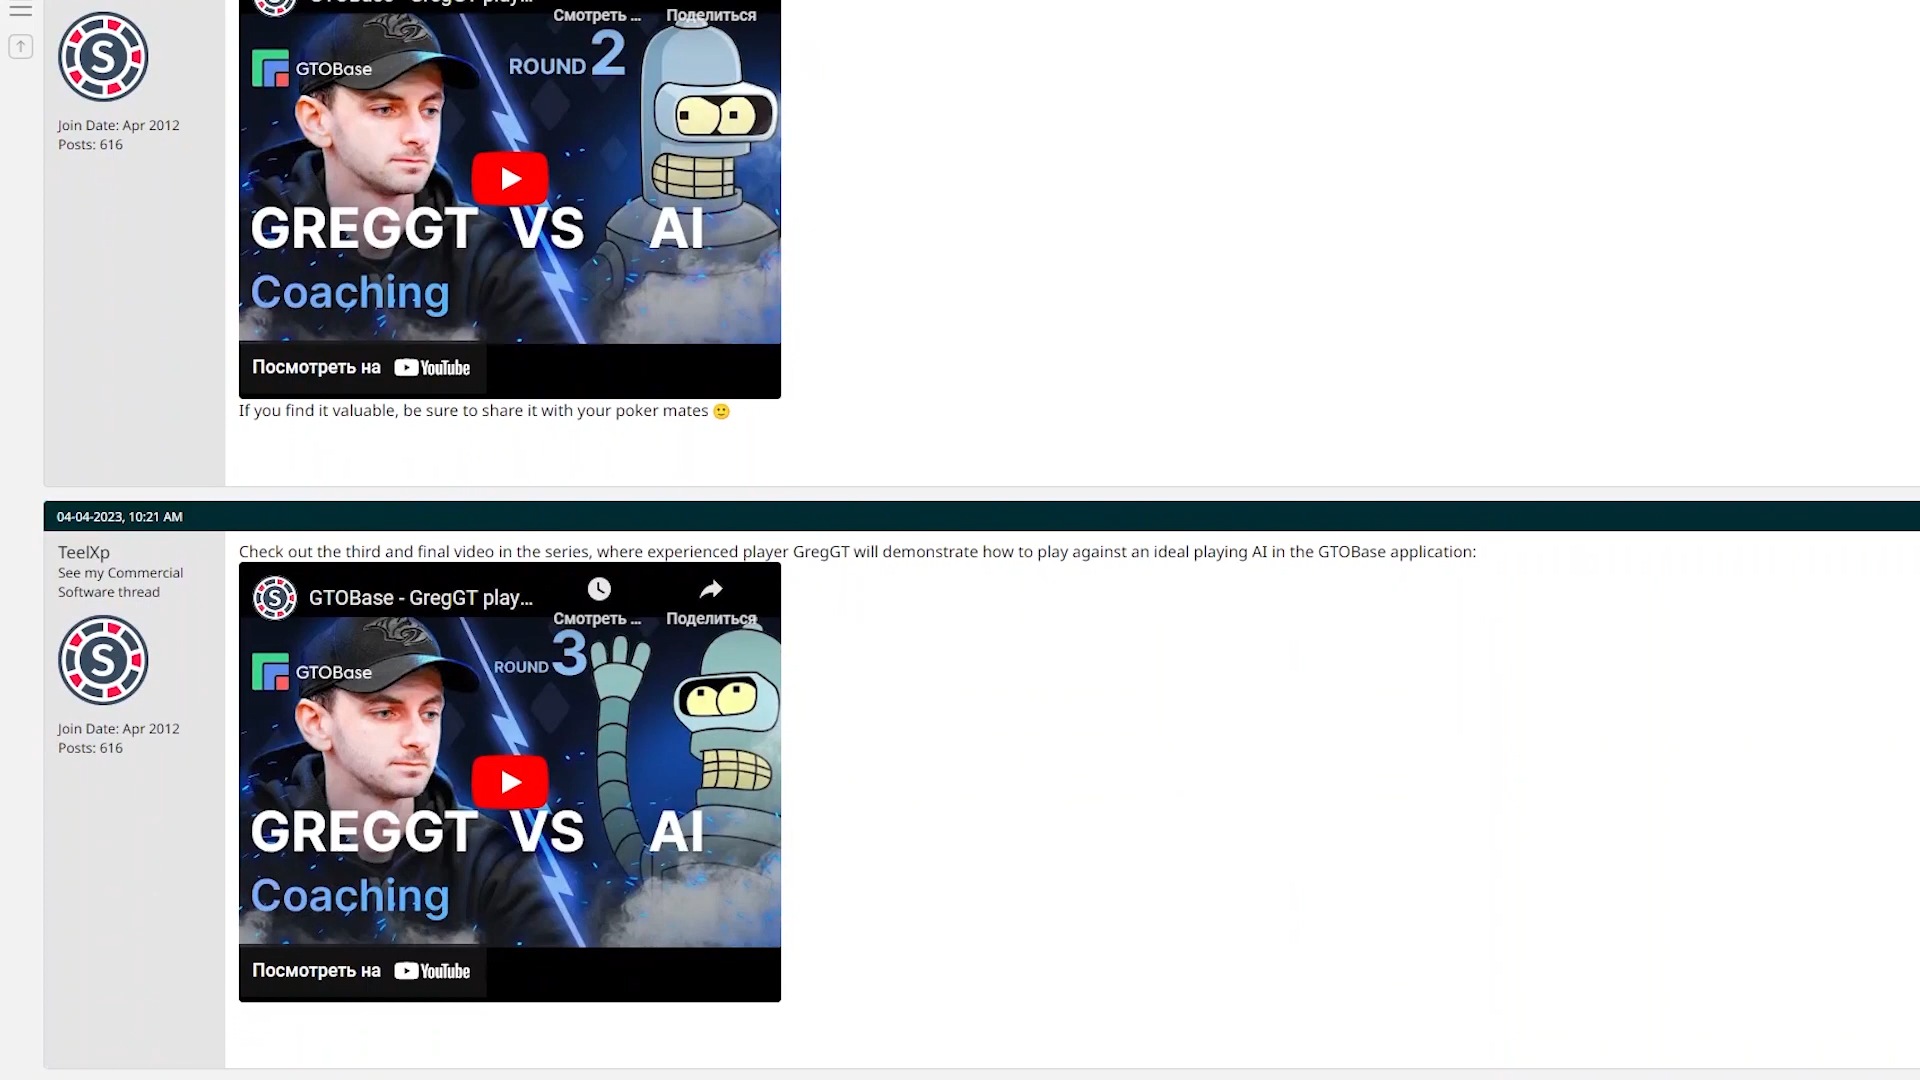 Смотреть ...
Поделиться
GTOBase
ROUND 2
S
Join Date: Apr 2012
Posts: 616
GREGGT VS AI
Coaching
Посмотреть на YouTube
If you find it valuable, be sure to share it with your poker mates 🙂
04-04-2023, 10:21 AM
TeelXp
See my Commercial
Software thread
S
Join Date: Apr 2012
Posts: 616
Check out the third and final video in the series, where experienced player GregGT will demonstrate how to play against an ideal playing AI in the GTOBase application:
S
GTOBase - GregGT play...
Смотреть ...
Поделиться
GTOBase
ROUND 3
GREGGT VS AI
Coaching
Посмотреть на YouTube